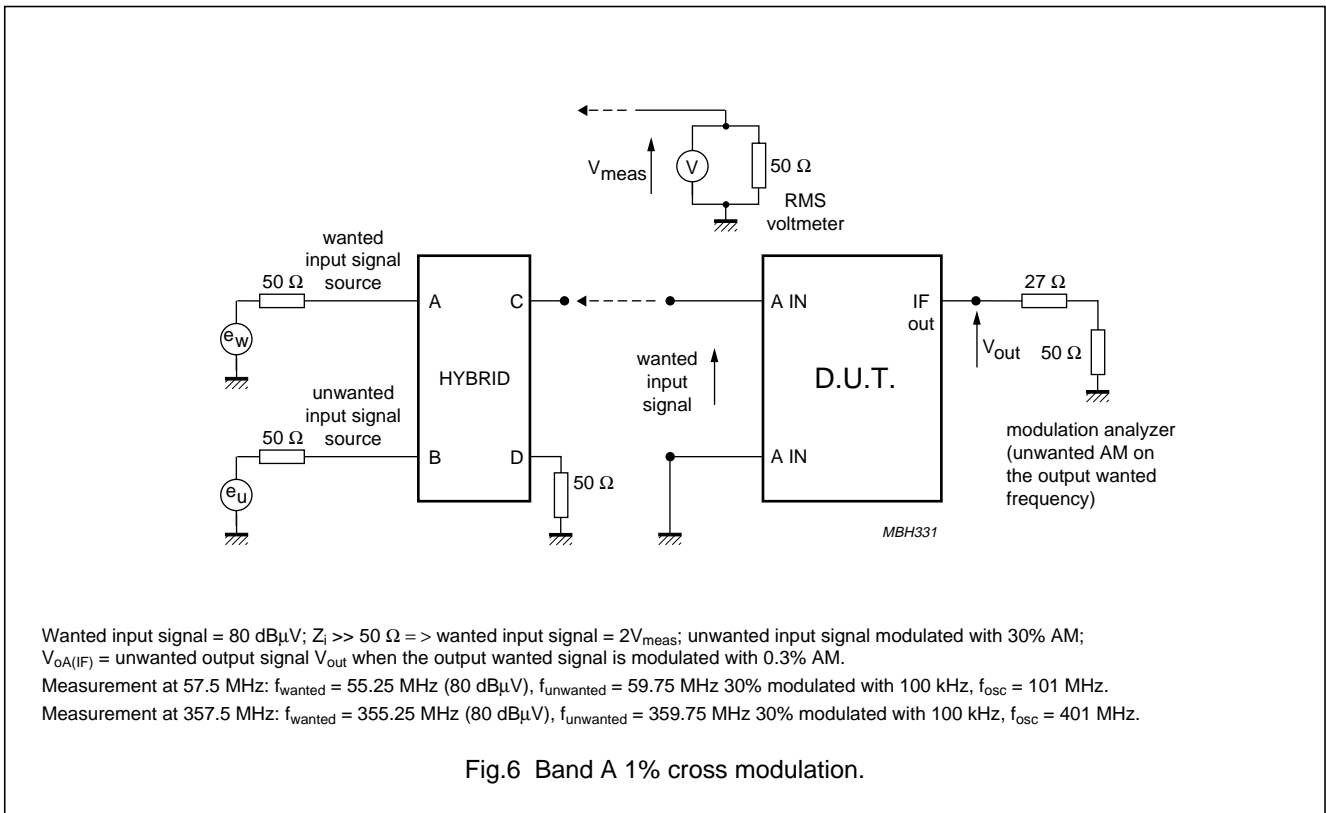 V_meas
V
50 Ω
RMS
voltmeter
wanted
input signal
source
50 Ω
e_w
A
C
HYBRID
unwanted
input signal
source
50 Ω
e_u
B
D
50 Ω
wanted
input
signal
A IN
IF
out
D.U.T.
A IN
27 Ω
V_out
50 Ω
modulation analyzer
(unwanted AM on
the output wanted
frequency)
MBH331
Wanted input signal = 80 dBμV; Z_i >> 50 Ω = > wanted input signal = 2V_meas; unwanted input signal modulated with 30% AM;
V_oA(IF) = unwanted output signal V_out when the output wanted signal is modulated with 0.3% AM.
Measurement at 57.5 MHz: f_wanted = 55.25 MHz (80 dBμV), f_unwanted = 59.75 MHz 30% modulated with 100 kHz, f_osc = 101 MHz.
Measurement at 357.5 MHz: f_wanted = 355.25 MHz (80 dBμV), f_unwanted = 359.75 MHz 30% modulated with 100 kHz, f_osc = 401 MHz.
Fig.6 Band A 1% cross modulation.